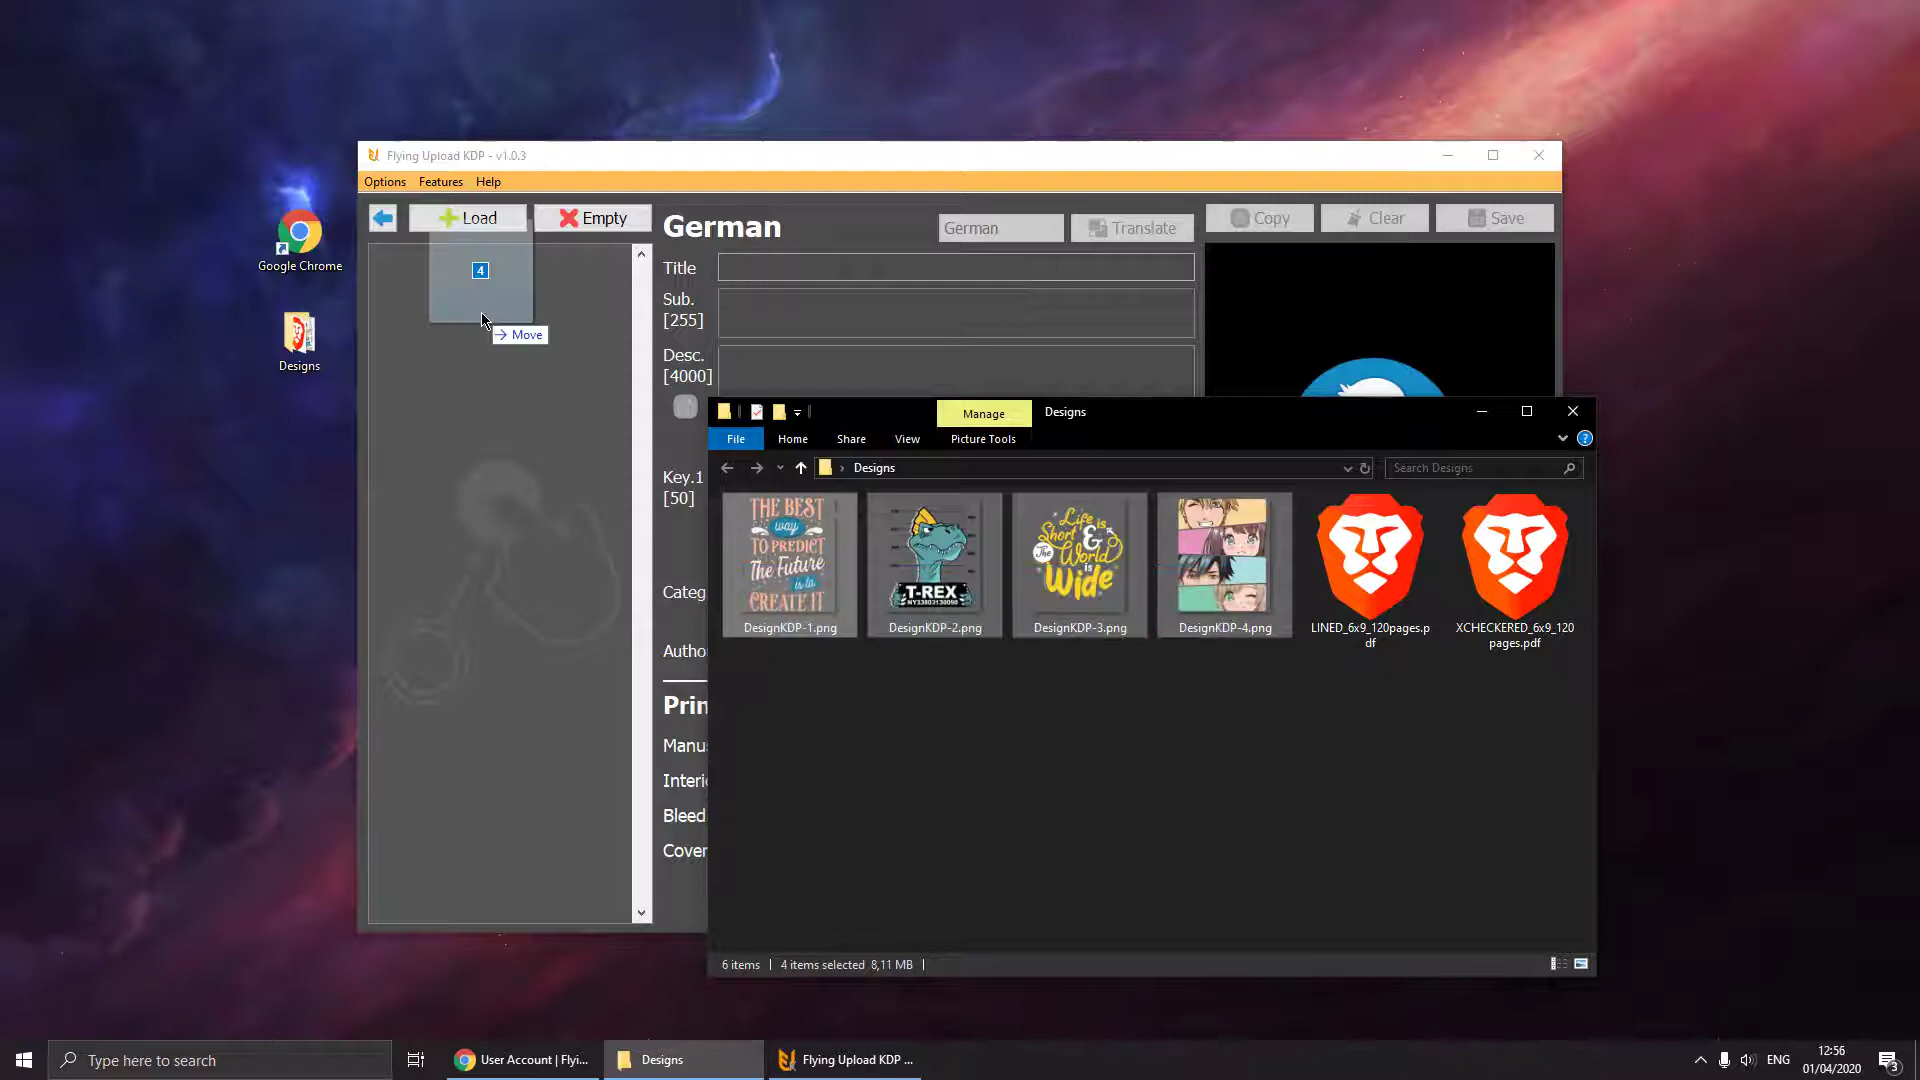 Google Chrome
Designs
Flying Upload KDP - v1.0.3
Options Features Help
Load
Empty
German
German
Translate
Copy
Clear
Save
4
Move
Title
Sub.
[255]
Desc.
[4000]
Key.1
[50]
Categ
Autho
Prin
Manus
Interio
Bleed
Cover
Manage
Designs
File Home Share View Picture Tools
Designs
Search Designs
THE BEST
way
TO PREDICT
The Future
is to
CREATE IT
DesignKDP-1.png
T-REX
NY33803130090
DesignKDP-2.png
Life is
Short &
The World
is
Wide
DesignKDP-3.png
DesignKDP-4.png
LINED_6x9_120pages.p
df
XCHECKERED_6x9_120
pages.pdf
6 items 4 items selected 8,11 MB
Type here to search
User Account | Flyi...
Designs
Flying Upload KDP ...
ENG
12:56
01/04/2020
3